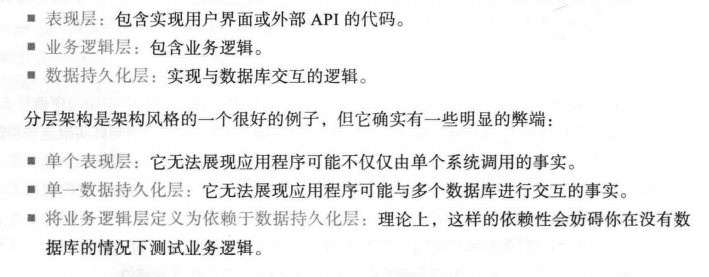 ■ 表现层：包含实现用户界面或外部 API 的代码。
■ 业务逻辑层：包含业务逻辑。
■ 数据持久化层：实现与数据库交互的逻辑。
分层架构是架构风格的一个很好的例子，但它确实有一些明显的弊端：
■ 单个表现层：它无法展现应用程序可能不仅仅由单个系统调用的事实。
■ 单一数据持久化层：它无法展现应用程序可能与多个数据库进行交互的事实。
■ 将业务逻辑层定义为依赖于数据持久化层：理论上，这样的依赖性会妨碍你在没有数
据库的情况下测试业务逻辑。